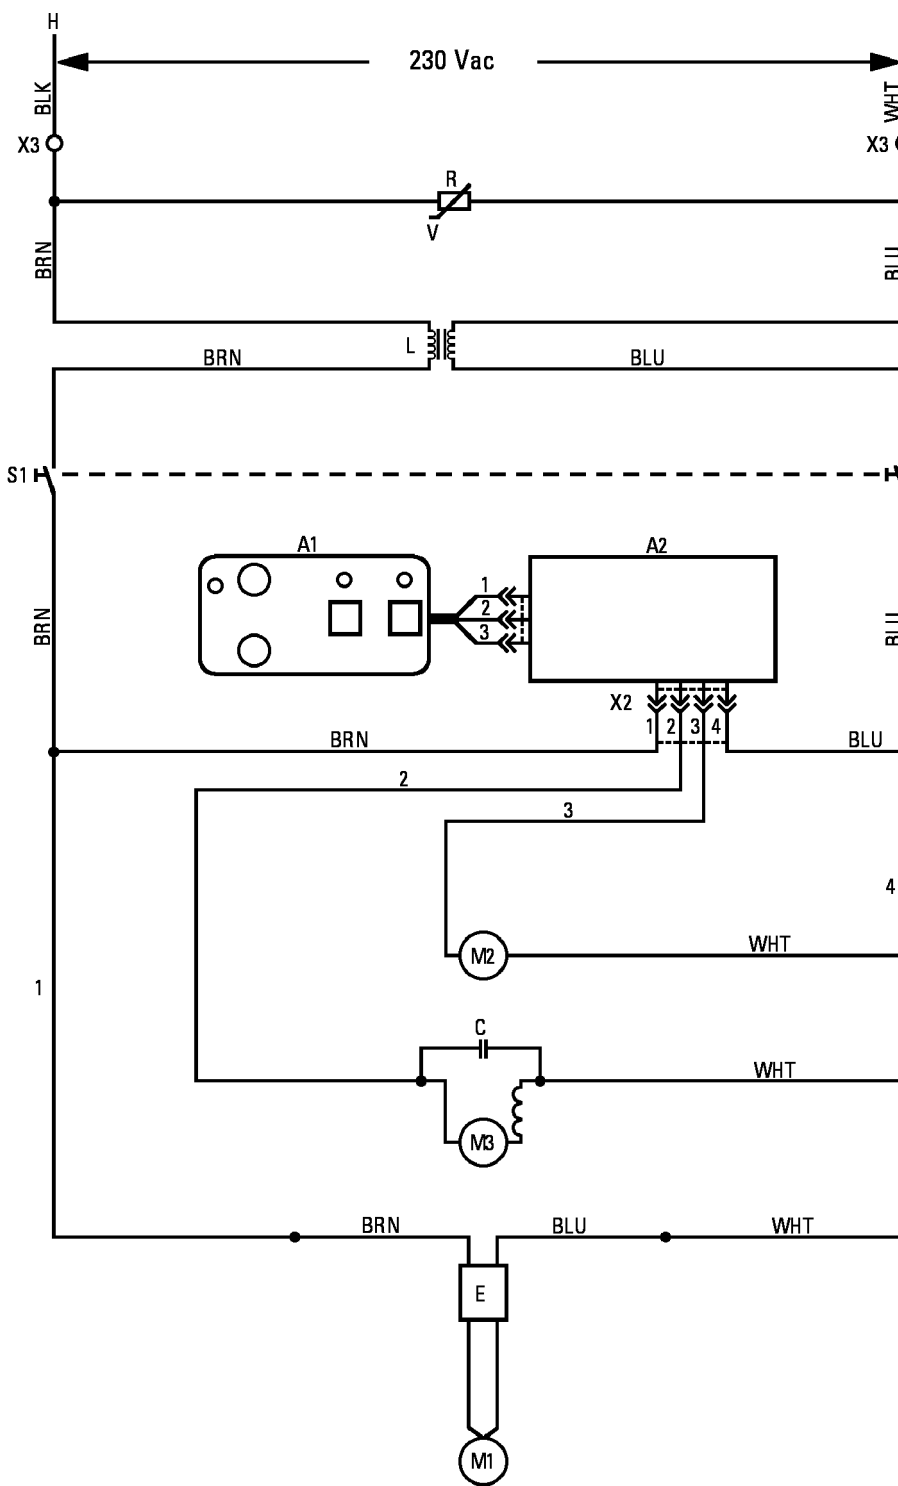 H
230 Vac
BLK
WHT
X3
X3
R
V
BRN
BLU
L
BRN
BLU
S1
A1
A2
1
2
3
BRN
BLU
X2
1 2 3 4
BRN
BLU
2
3
4
M2
WHT
1
C
WHT
M3
BRN
BLU
WHT
E
M1